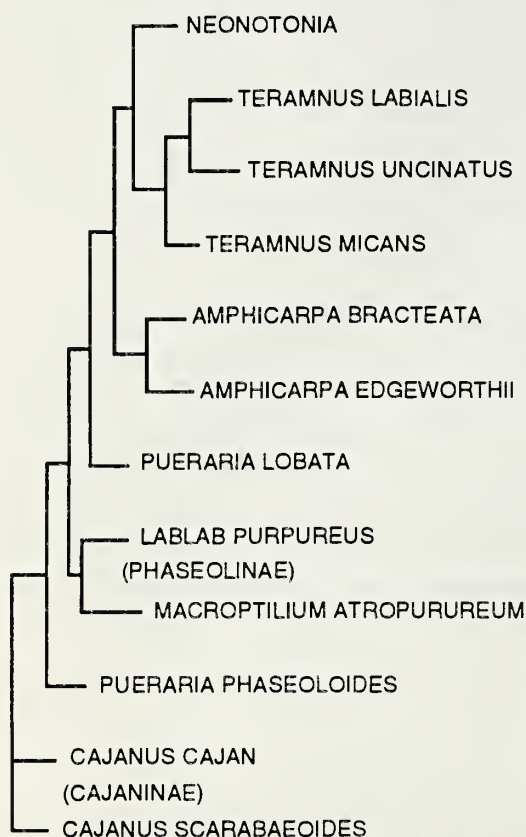 NEONOTONIA
TERAMNUS LABIALIS
TERAMNUS UNCINATUS
TERAMNUS MICANS
AMPHICARPA BRACTEATA
AMPHICARPA EDGEWORTHII
PUERARIA LOBATA
LABLAB PURPUREUS
(PHASEOLINAE)
MACROPTILIUM ATROPURUREUM
PUERARIA PHASEOLOIDES
CAJANUS CAJAN
(CAJANINAE)
CAJANUS SCARABAEOIDES